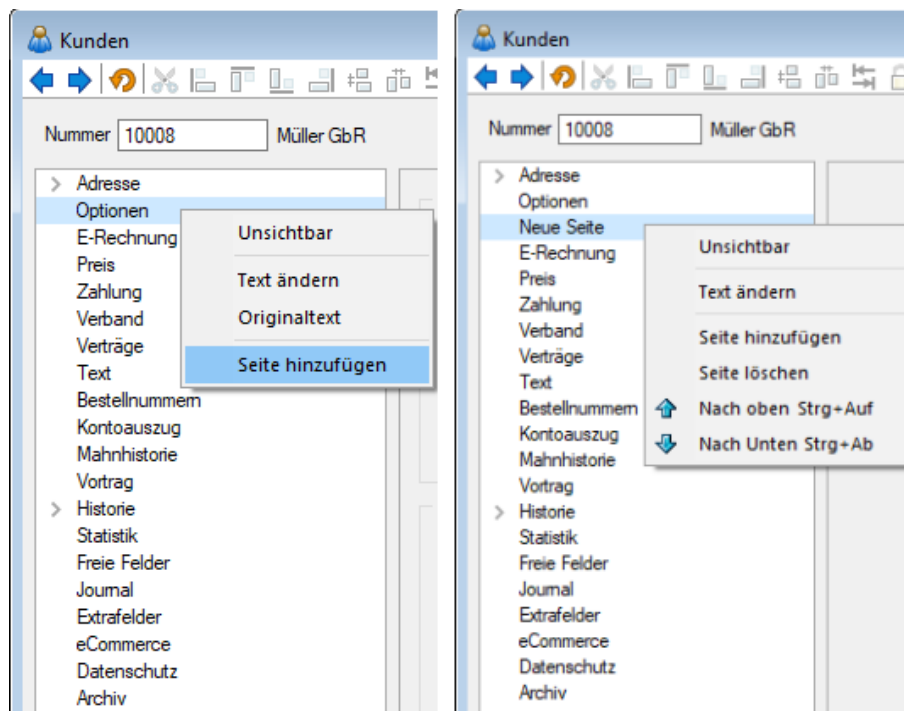 Kunden
Nummer 10008 Müller GbR
Adresse
Optionen
E-Rechnung
Preis
Zahlung
Verband
Verträge
Text
Bestellnummern
Kontoauszug
Mahnhistorie
Vortrag
Historie
Statistik
Freie Felder
Journal
Extrafelder
eCommerce
Datenschutz
Archiv
Unsichtbar
Text ändern
Originaltext
Seite hinzufügen
Kunden
Nummer 10008 Müller GbR
Adresse
Optionen
Neue Seite
E-Rechnung
Preis
Zahlung
Verband
Verträge
Text
Bestellnummern
Kontoauszug
Mahnhistorie
Vortrag
Historie
Statistik
Freie Felder
Journal
Extrafelder
eCommerce
Datenschutz
Archiv
Unsichtbar
Text ändern
Seite hinzufügen
Seite löschen
Nach oben Strg+Auf
Nach Unten Strg+Ab